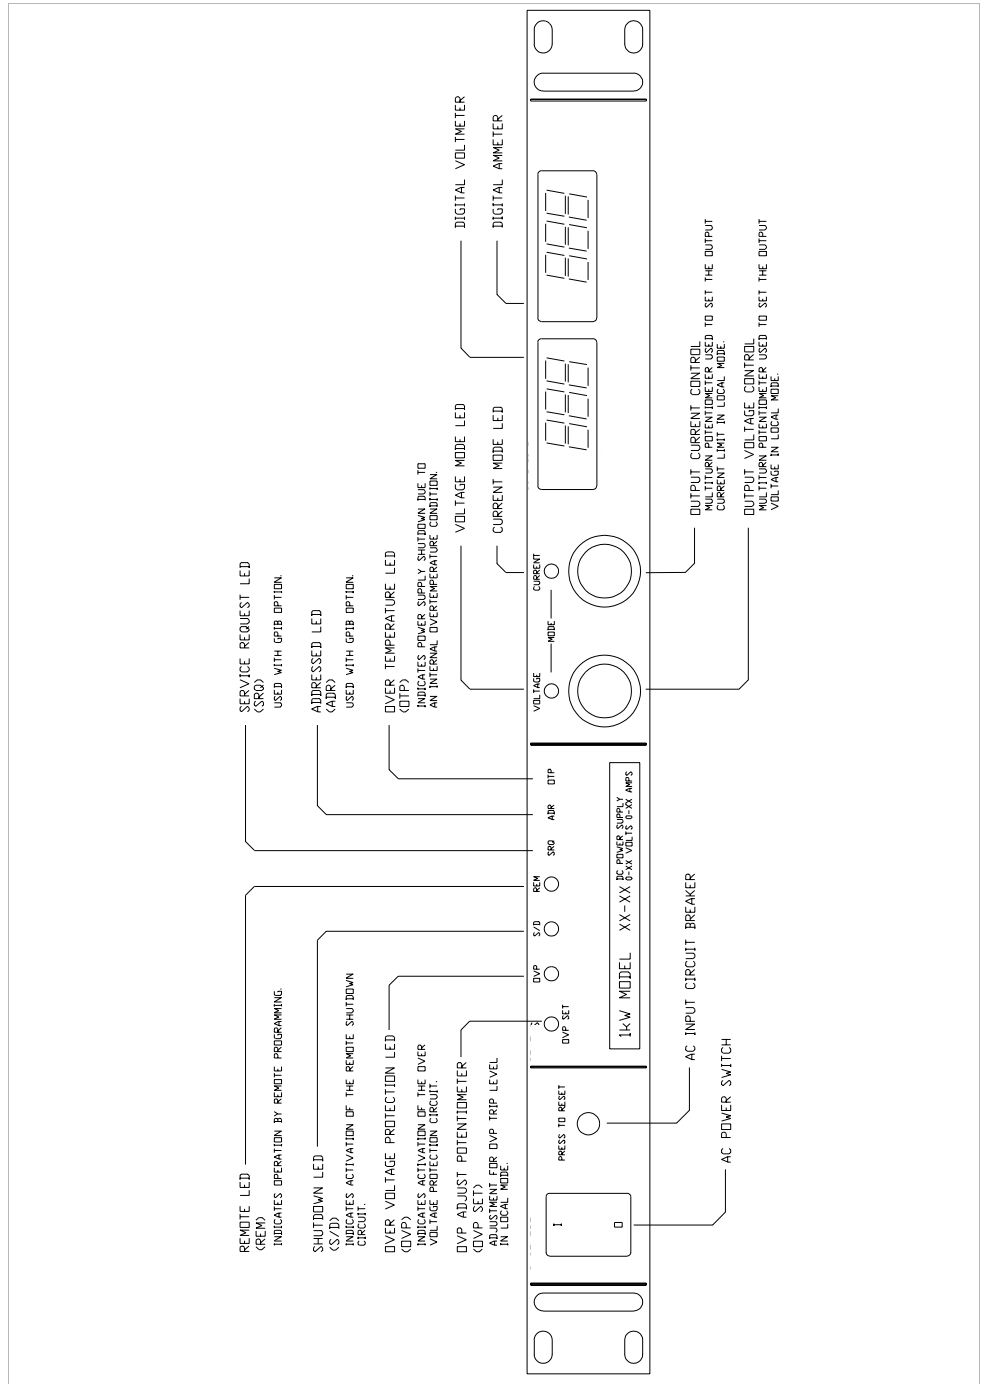 REMOTE LED
(REM)
INDICATES OPERATION BY REMOTE PROGRAMMING.
SERVICE REQUEST LED
(SRQ)
USED WITH GPIB OPTION.
SHUTDOWN LED
(S/D)
INDICATES ACTIVATION OF THE REMOTE SHUTDOWN
CIRCUIT.
ADDRESSED LED
(ADR)
USED WITH GPIB OPTION.
OVER VOLTAGE PROTECTION LED
(OVP)
INDICATES ACTIVATION OF THE OVER
VOLTAGE PROTECTION CIRCUIT.
OVER TEMPERATURE LED
(OTP)
INDICATES POWER SUPPLY SHUTDOWN DUE TO
AN INTERNAL OVERTEMPERATURE CONDITION.
OVP ADJUST POTENTIOMETER
(OVP SET)
ADJUSTMENT FOR OVP TRIP LEVEL
IN LOCAL MODE.
VOLTAGE MODE LED
DIGITAL VOLTMETER
CURRENT MODE LED
DIGITAL AMMETER
OVP
S/D
REM
SRQ
ADR
OTP
VOLTAGE
MODE
CURRENT
OVP SET
PRESS TO RESET
I
O
1kW MODEL XX-XX
DC POWER SUPPLY
0-XX VOLTS 0-XX AMPS
AC INPUT CIRCUIT BREAKER
AC POWER SWITCH
OUTPUT CURRENT CONTROL
MULTITURN POTENTIOMETER USED TO SET THE OUTPUT
CURRENT LIMIT IN LOCAL MODE.
OUTPUT VOLTAGE CONTROL
MULTITURN POTENTIOMETER USED TO SET THE OUTPUT
VOLTAGE IN LOCAL MODE.